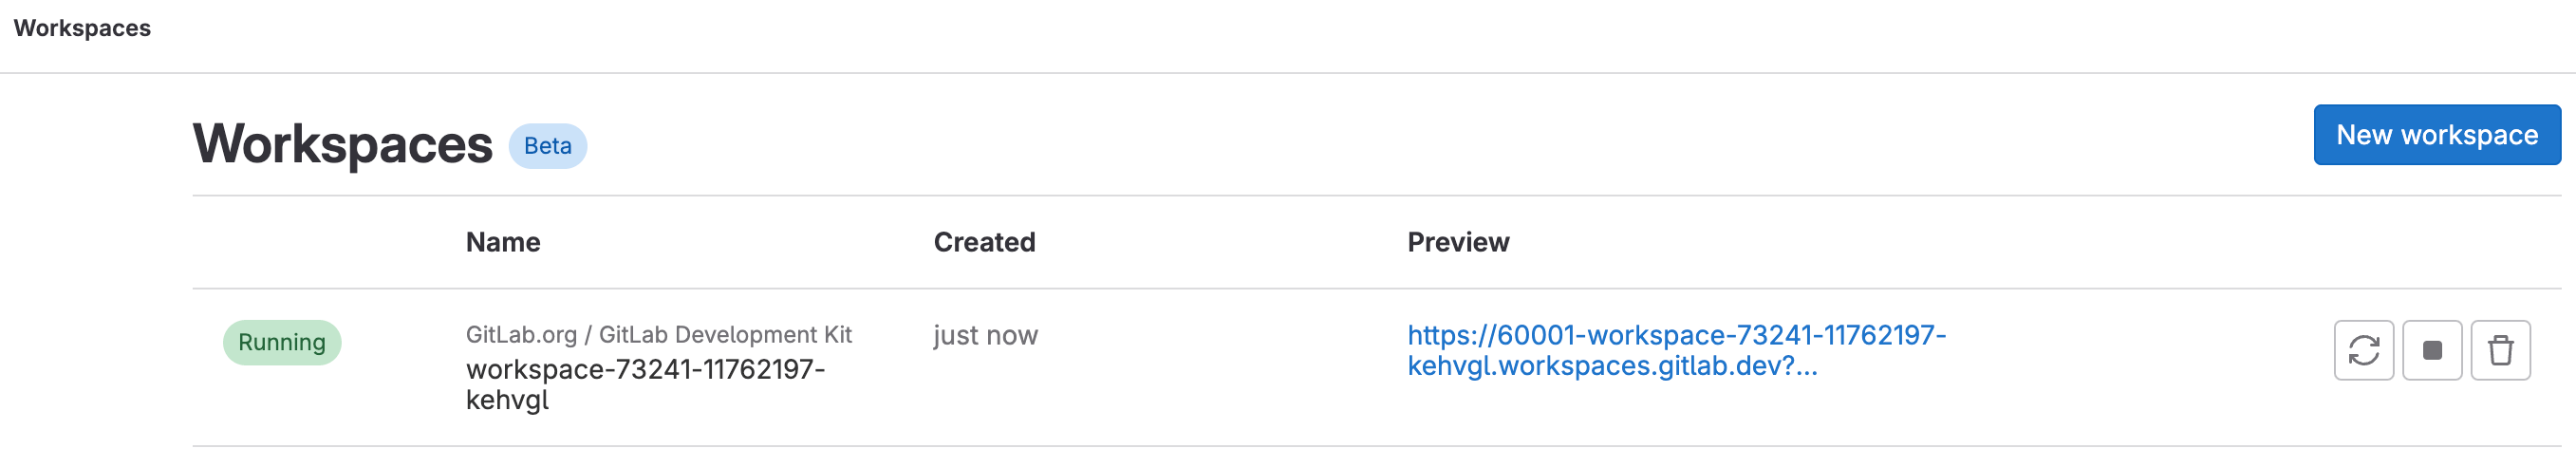 Workspaces
Workspaces Beta
New workspace
Name Created Preview
Running
GitLab.org / GitLab Development Kit
workspace-73241-11762197-
kehvgl
just now
https://60001-workspace-73241-11762197-
kehvgl.workspaces.gitlab.dev?...